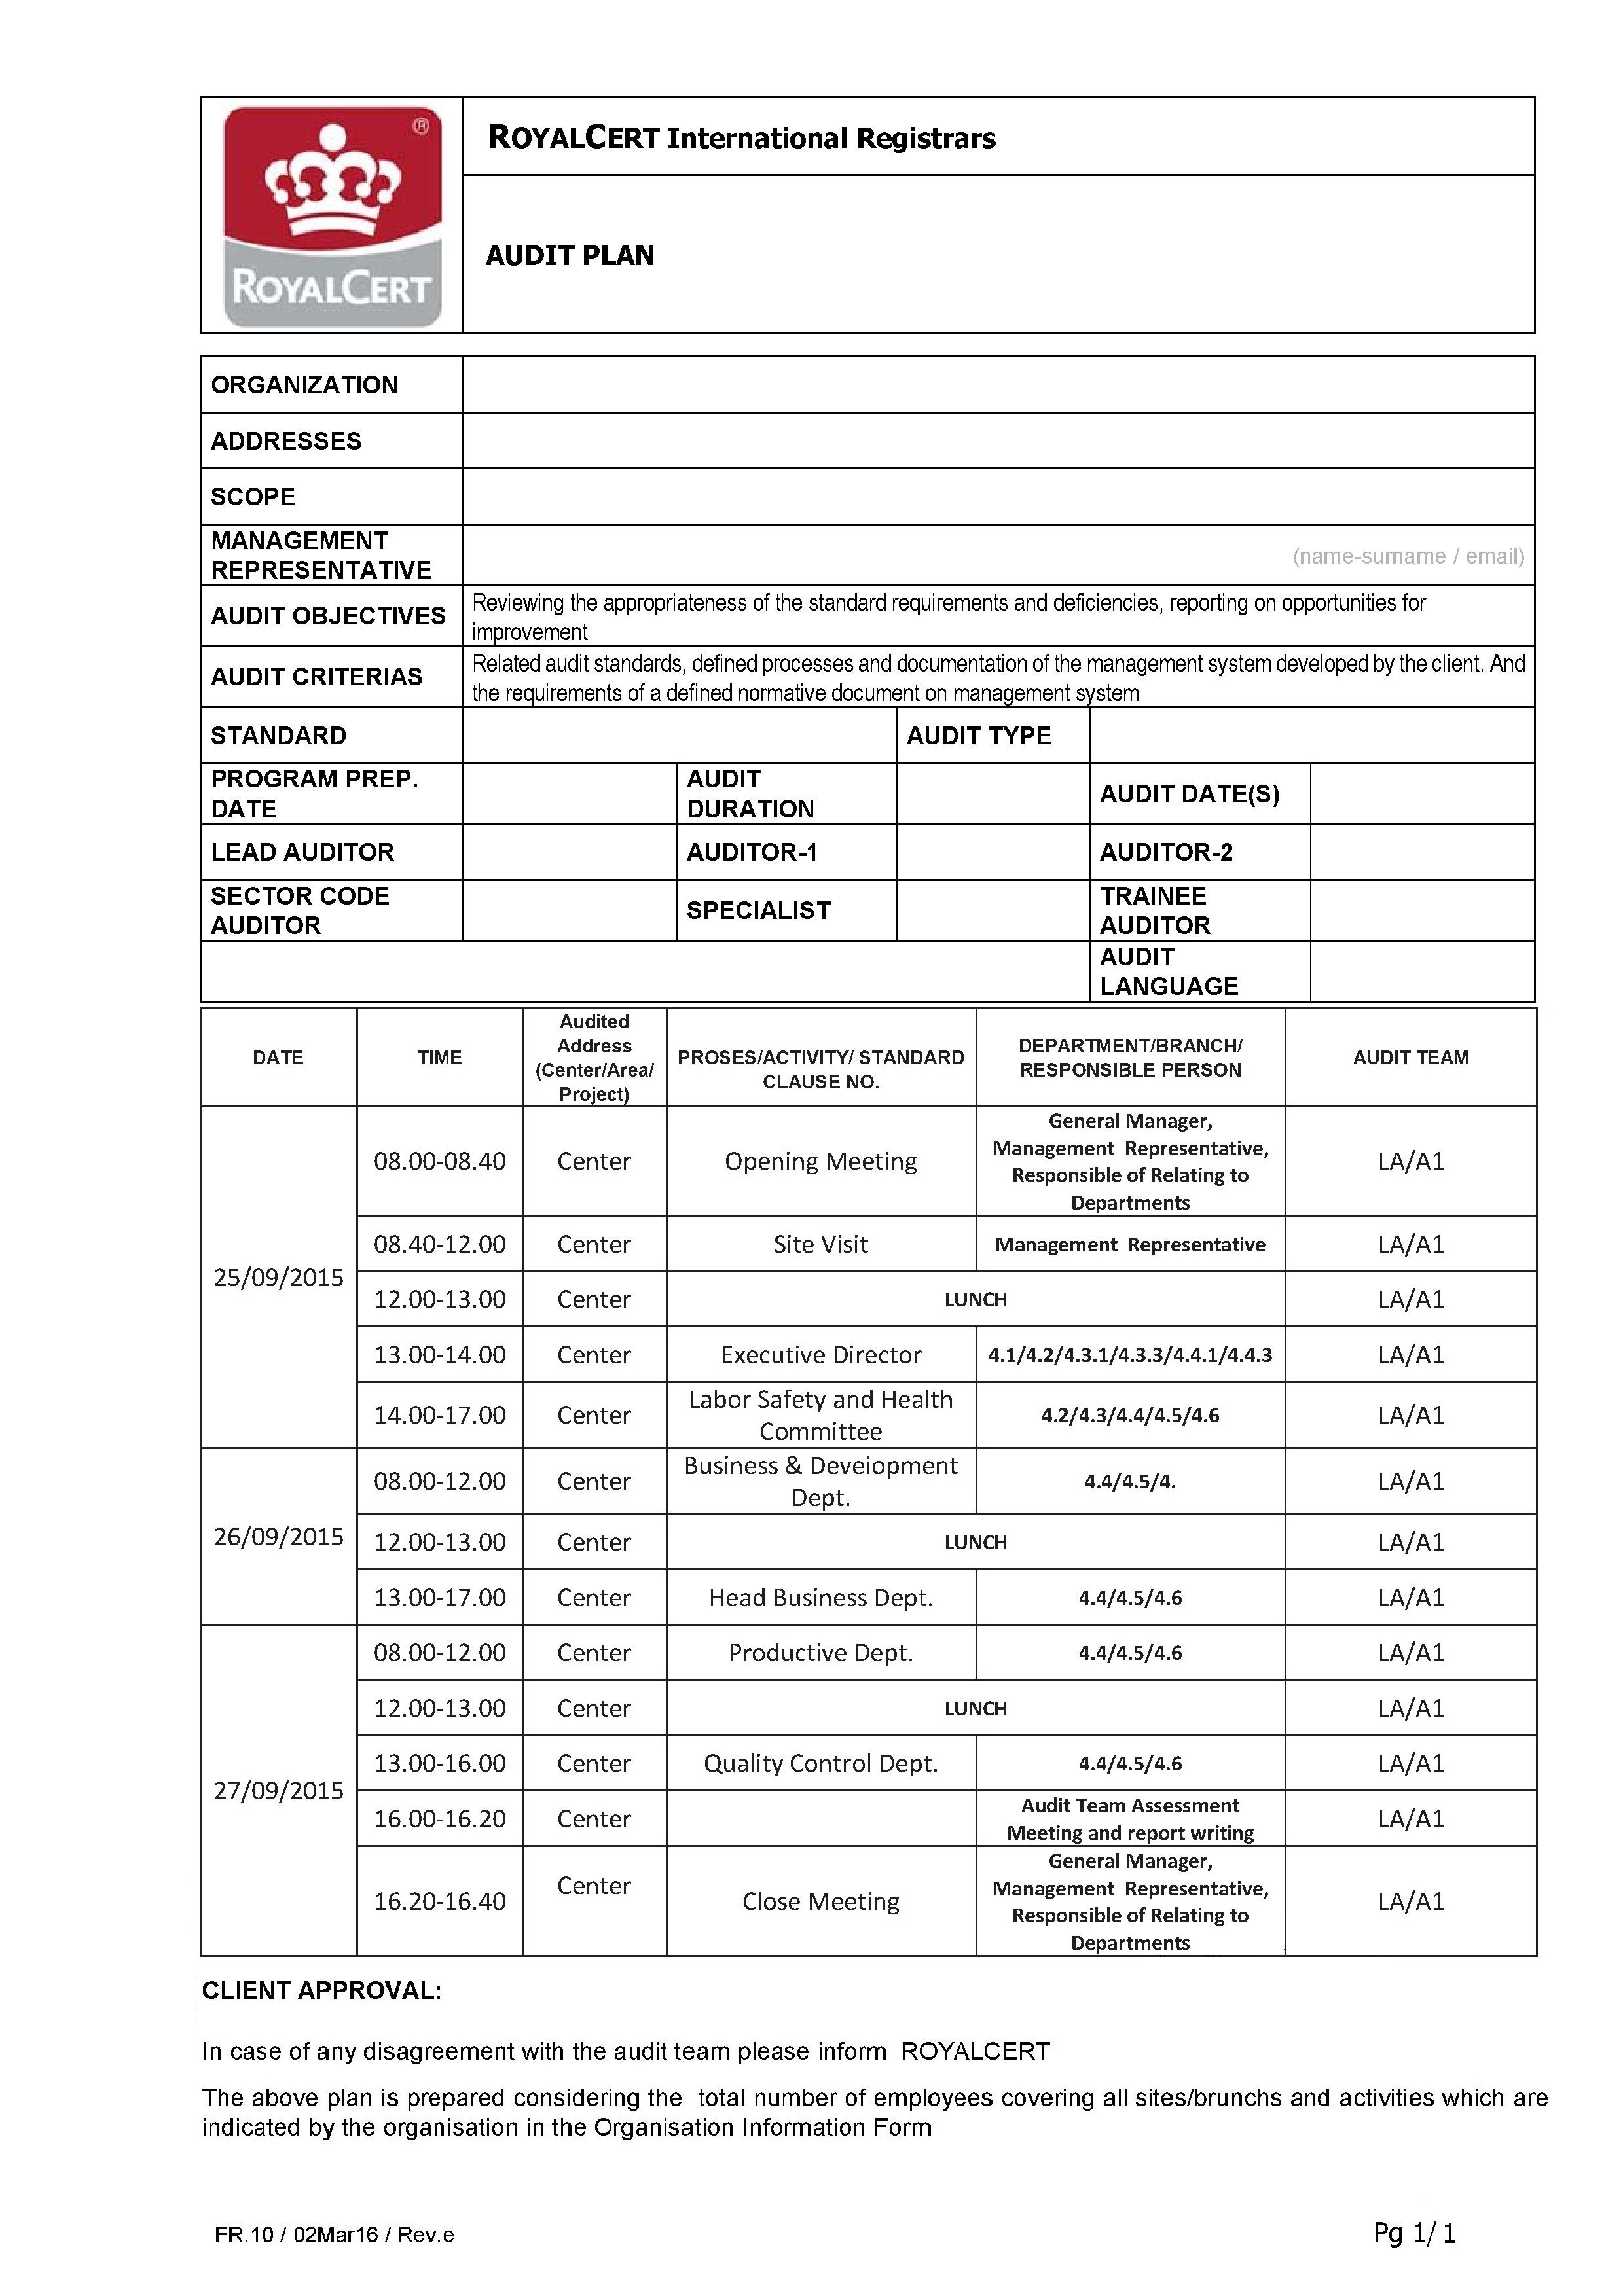 ®
ROYALCERT
ROYALCERT International Registrars
AUDIT PLAN
ORGANIZATION
ADDRESSES
SCOPE
MANAGEMENT
REPRESENTATIVE
(name-surname / email)
AUDIT OBJECTIVES
Reviewing the appropriateness of the standard requirements and deficiencies, reporting on opportunities for
improvement
AUDIT CRITERIAS
Related audit standards, defined processes and documentation of the management system developed by the client. And
the requirements of a defined normative document on management system
STANDARD
AUDIT TYPE
PROGRAM PREP.
DATE
AUDIT
DURATION
AUDIT DATE(S)
LEAD AUDITOR
AUDITOR-1
AUDITOR-2
SECTOR CODE
AUDITOR
SPECIALIST
TRAINEE
AUDITOR
AUDIT
LANGUAGE
DATE
TIME
Audited
Address
(Center/Area/
Project)
PROSES/ACTIVITY/ STANDARD
CLAUSE NO.
DEPARTMENT/BRANCH/
RESPONSIBLE PERSON
AUDIT TEAM
25/09/2015
08.00-08.40
Center
Opening Meeting
General Manager,
Management Representative,
Responsible of Relating to
Departments
LA/A1
08.40-12.00
Center
Site Visit
Management Representative
LA/A1
12.00-13.00
Center
LUNCH
LA/A1
13.00-14.00
Center
Executive Director
4.1/4.2/4.3.1/4.3.3/4.4.1/4.4.3
LA/A1
14.00-17.00
Center
Labor Safety and Health
Committee
4.2/4.3/4.4/4.5/4.6
LA/A1
26/09/2015
08.00-12.00
Center
Business & Deveiopment
Dept.
4.4/4.5/4.
LA/A1
12.00-13.00
Center
LUNCH
LA/A1
13.00-17.00
Center
Head Business Dept.
4.4/4.5/4.6
LA/A1
27/09/2015
08.00-12.00
Center
Productive Dept.
4.4/4.5/4.6
LA/A1
12.00-13.00
Center
LUNCH
LA/A1
13.00-16.00
Center
Quality Control Dept.
4.4/4.5/4.6
LA/A1
16.00-16.20
Center
Audit Team Assessment
Meeting and report writing
LA/A1
16.20-16.40
Center
Close Meeting
General Manager,
Management Representative,
Responsible of Relating to
Departments
LA/A1
CLIENT APPROVAL:
In case of any disagreement with the audit team please inform ROYALCERT
The above plan is prepared considering the total number of employees covering all sites/brunchs and activities which are
indicated by the organisation in the Organisation Information Form
FR.10 / 02Mar16 / Rev.e
Pg 1/ 1